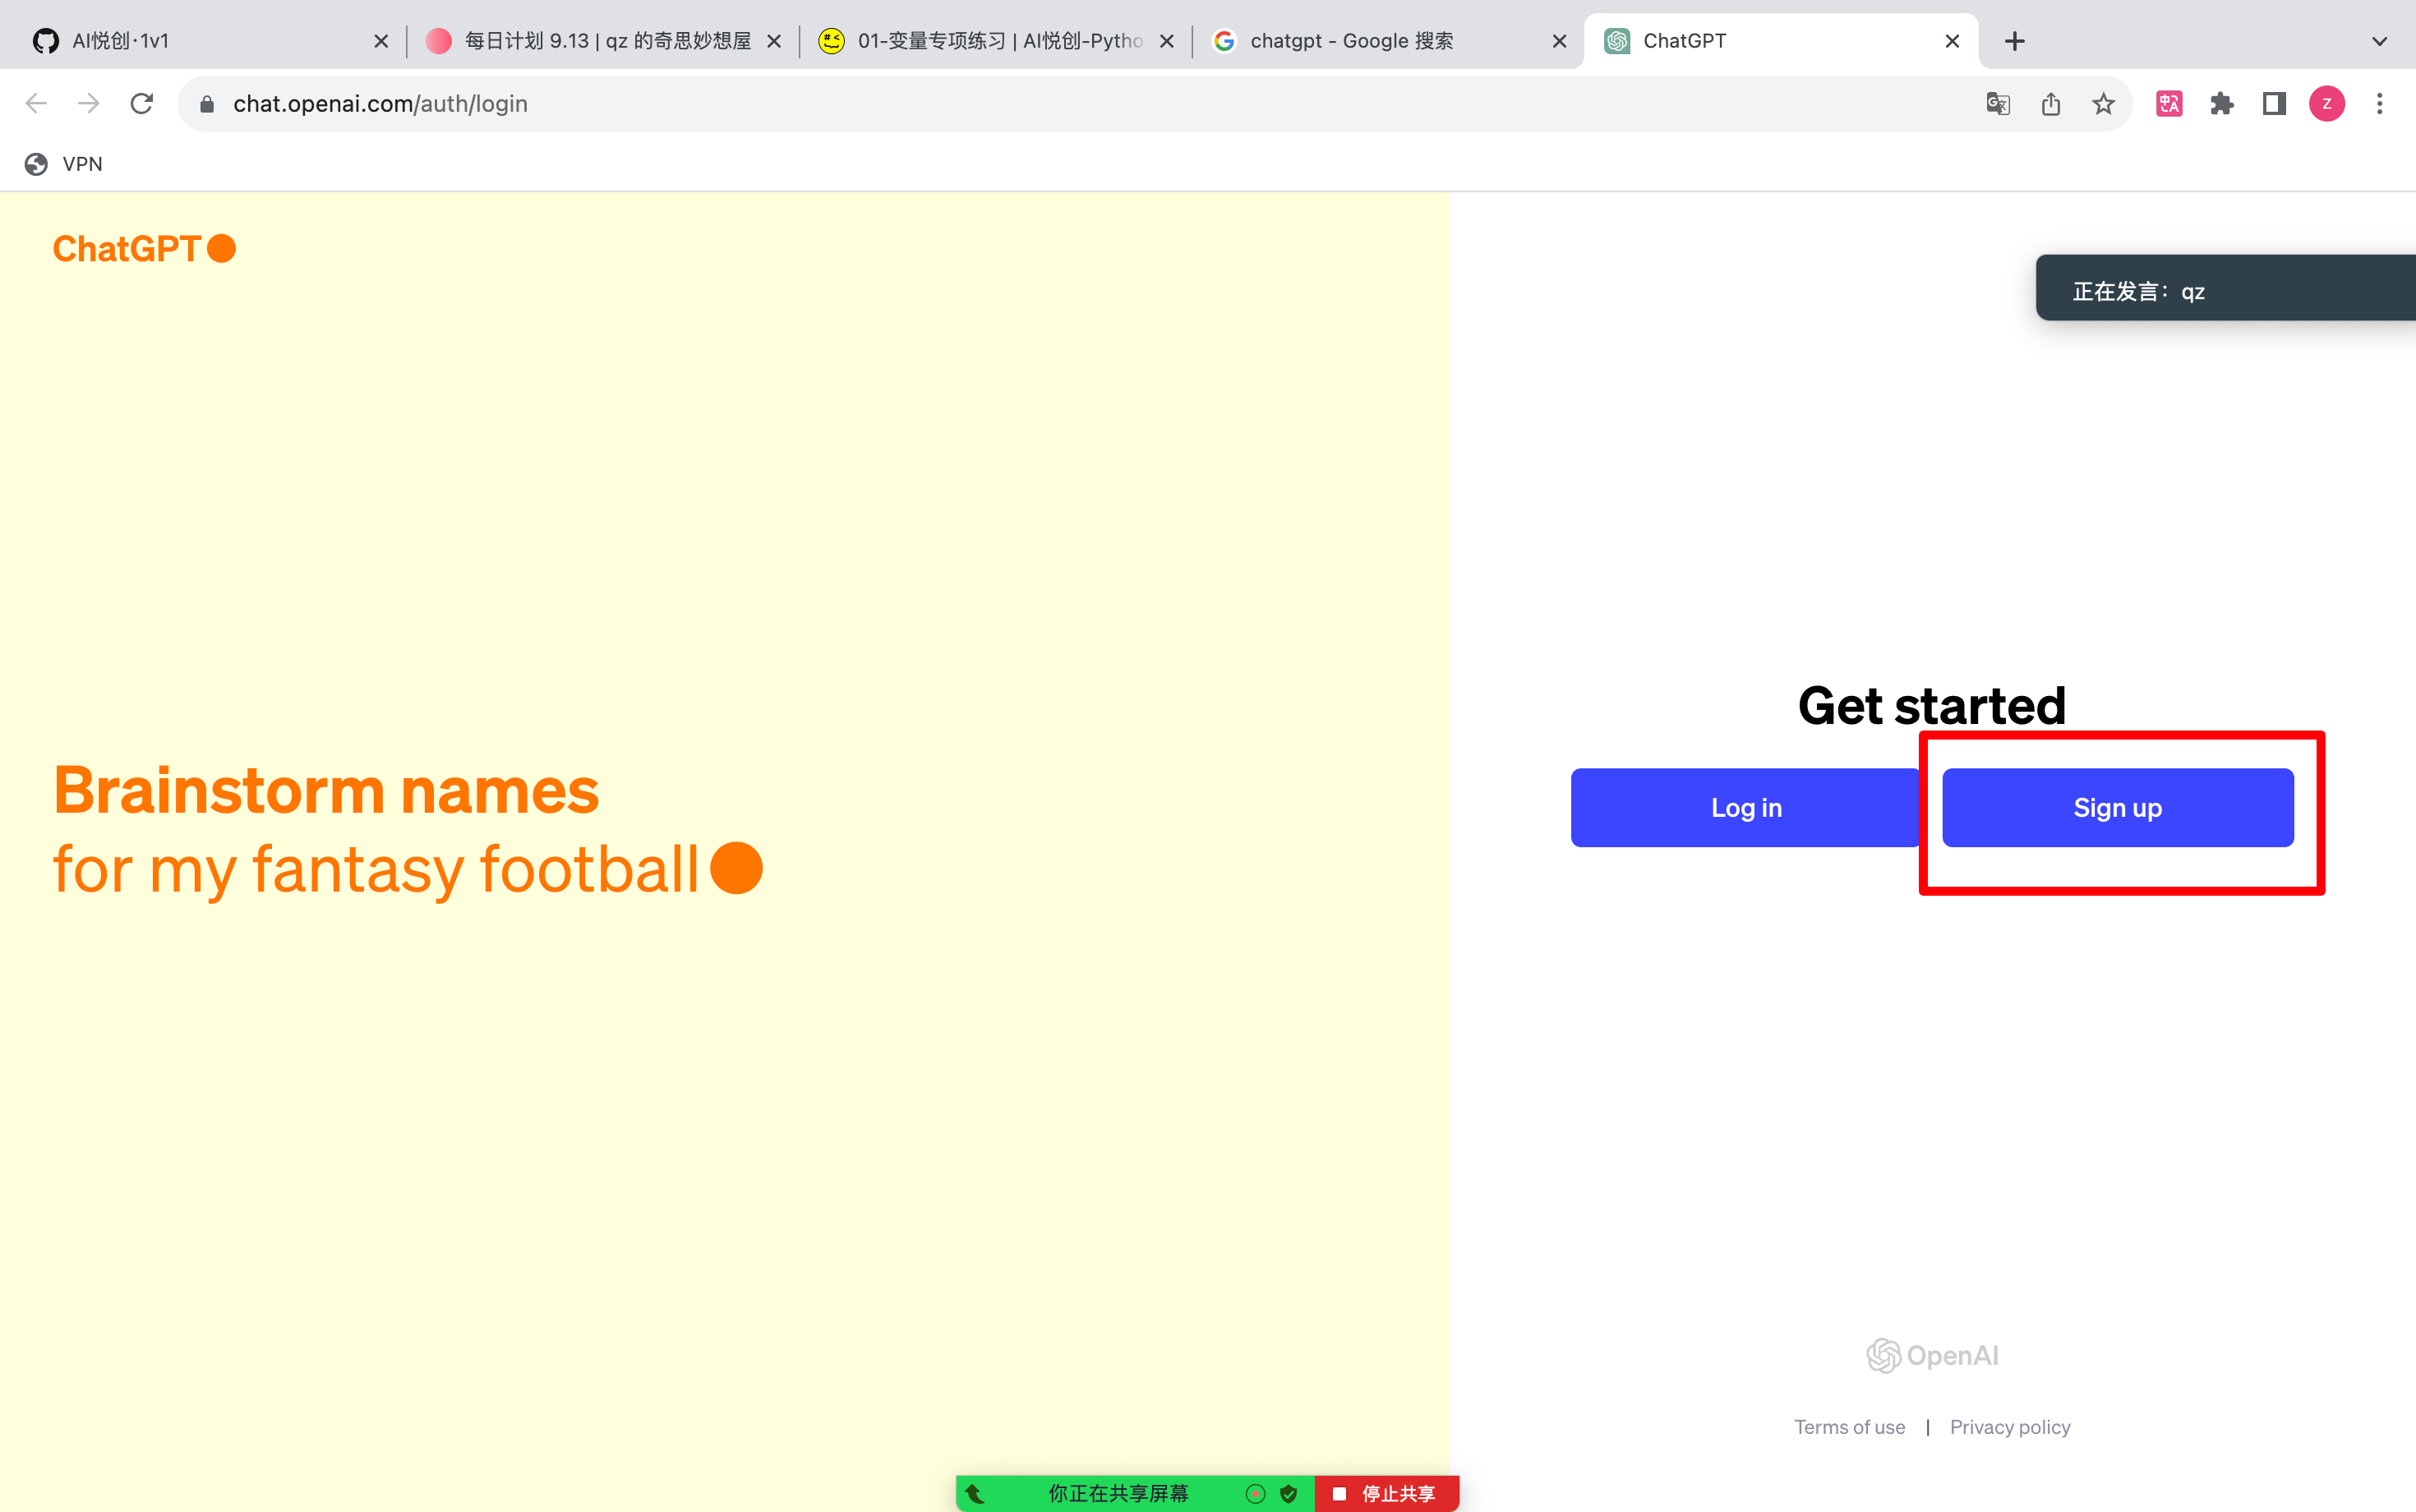 AI悦创·1v1
每日计划 9.13 | qz 的奇思妙想屋
01-变量专项练习 | AI悦创-Pytho
chatgpt - Google 搜索
ChatGPT
chat.openai.com/auth/login
Z
VPN
ChatGPT
正在发言：qz
Get started
Brainstorm names
for my fantasy football
Log in
Sign up
OpenAI
Terms of use | Privacy policy
你正在共享屏幕
停止共享